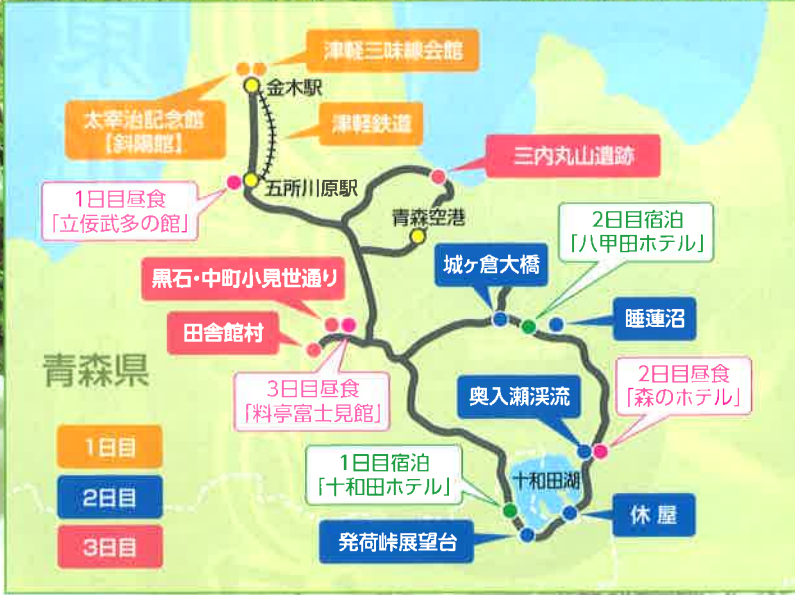 津軽三味線会館
金木駅
太宰治記念館
【斜陽館】
津軽鉄道
三内丸山遺跡
五所川原駅
1日目昼食
「立佞武多の館」
青森空港
2日目宿泊
「八甲田ホテル」
城ヶ倉大橋
黒石・中町小見世通り
睡蓮沼
田舎館村
青森県
2日目昼食
「森のホテル」
3日目昼食
「料亭富士見館」
奥入瀬渓流
1日目
1日目宿泊
「十和田ホテル」
十和田湖
2日目
休屋
発荷峠展望台
3日目